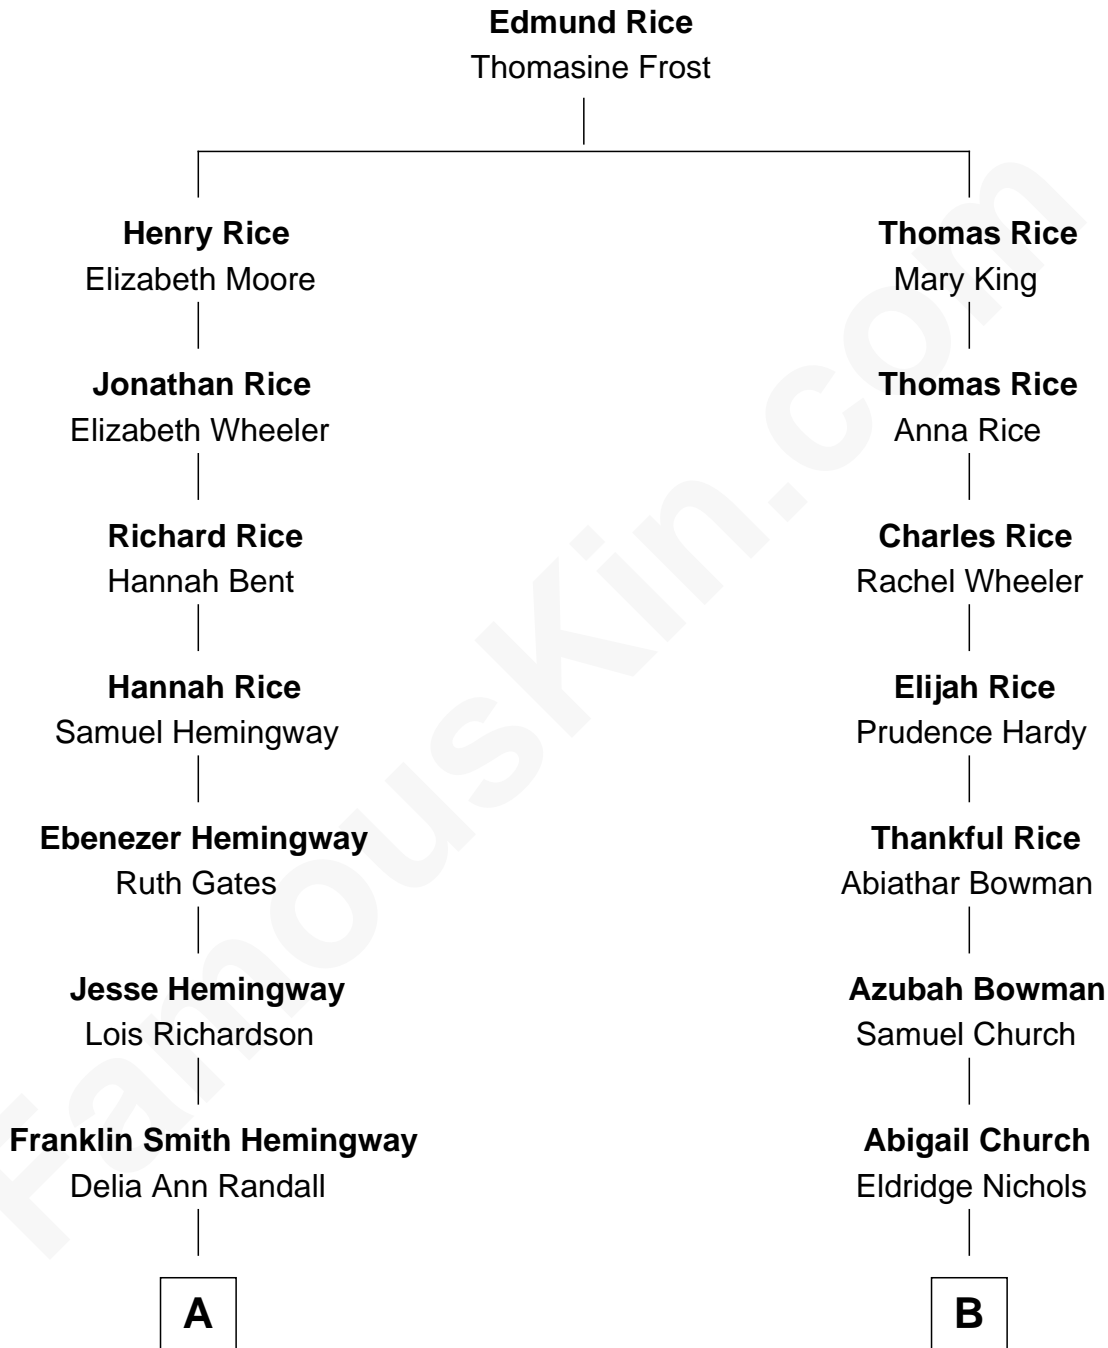 Edmund Rice
Thomasine Frost
Henry Rice
Elizabeth Moore
Thomas Rice
Mary King
Jonathan Rice
Elizabeth Wheeler
Thomas Rice
Anna Rice
Richard Rice
Hannah Bent
Charles Rice
Rachel Wheeler
Hannah Rice
Samuel Hemingway
Elijah Rice
Prudence Hardy
Ebenezer Hemingway
Ruth Gates
Thankful Rice
Abiathar Bowman
Jesse Hemingway
Lois Richardson
Azubah Bowman
Samuel Church
Franklin Smith Hemingway
Delia Ann Randall
Abigail Church
Eldridge Nichols
A
B
FamousKin.com